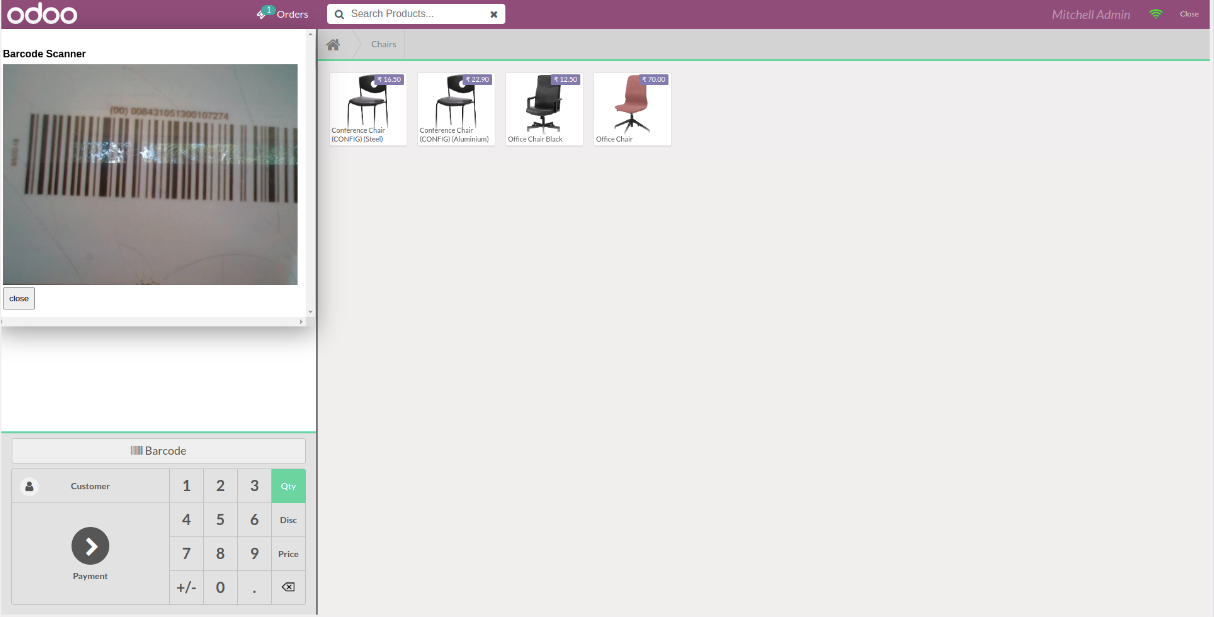 odoo
1
Orders
Search Products...
Mitchell Admin
Close
Barcode Scanner
(00) 008431051300107274
close
Chairs
₹ 16.50
Conference Chair
(CONFIG) (Steel)
₹ 22.90
Conference Chair
(CONFIG) (Aluminium)
₹ 12.50
Office Chair Black
₹ 70.00
Office Chair
Barcode
Customer
1 2 3 Qty
4 5 6 Disc
7 8 9 Price
+/- 0 .
Payment